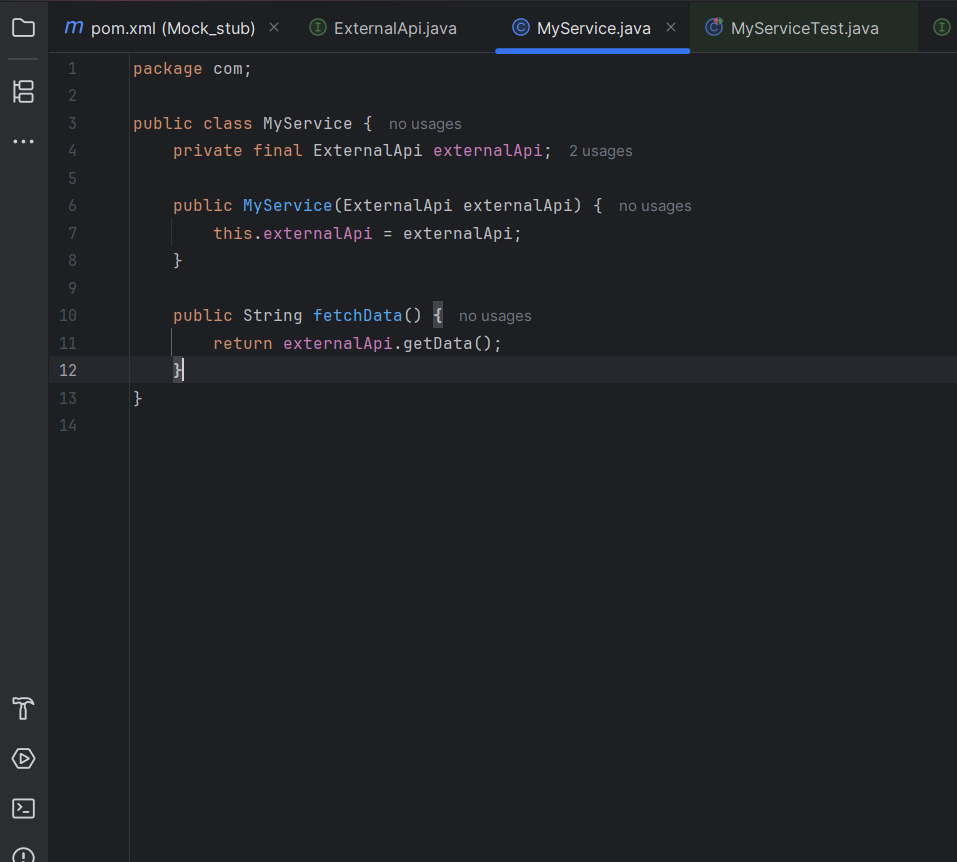 m pom.xml (Mock_stub) ExternalApi.java MyService.java MyServiceTest.java
1 package com;
2
3 public class MyService { no usages
4 private final ExternalApi externalApi; 2 usages
5
6 public MyService(ExternalApi externalApi) { no usages
7 this.externalApi = externalApi;
8 }
9
10 public String fetchData() { no usages
11 return externalApi.getData();
12 }
13 }
14